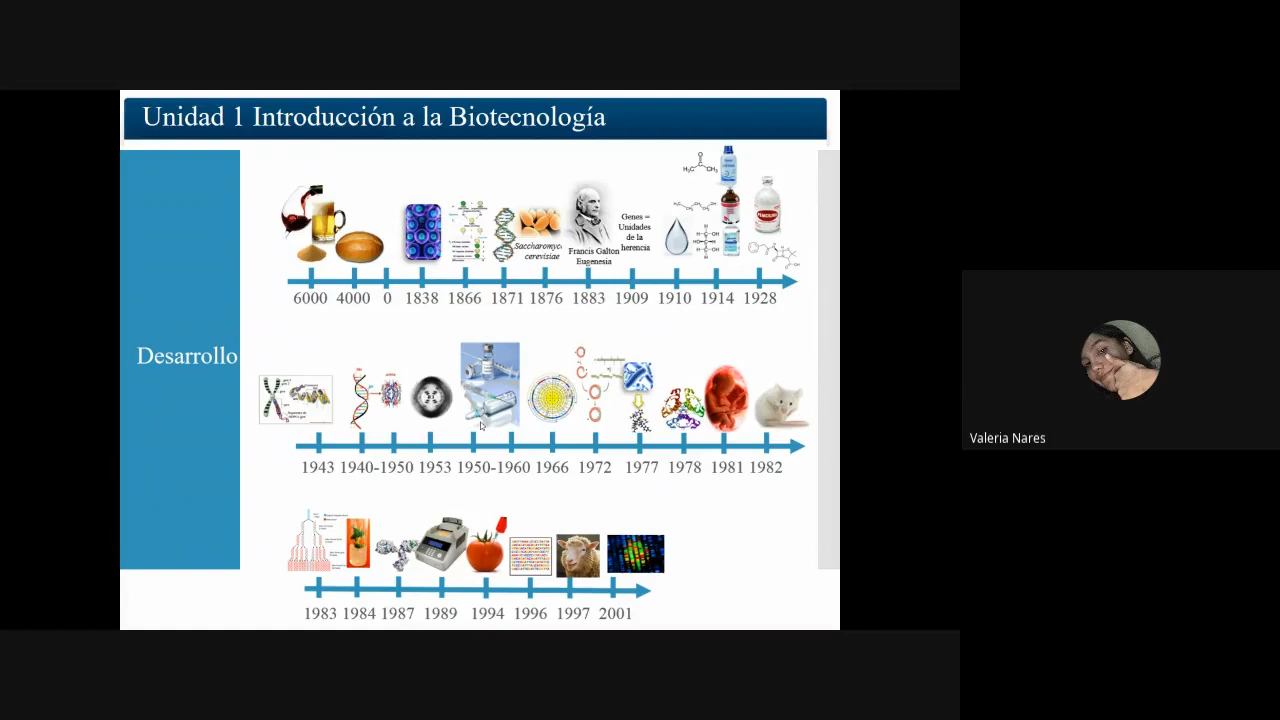 Unidad 1 Introducción a la Biotecnología
Desarrollo
Saccharomyc
cerevisiae
Francis Galton
Eugenesia
Genes =
Unidades
de la
herencia
6000 4000 0 1838 1866 1871 1876 1883 1909 1910 1914 1928
1943 1940-1950 1953 1950-1960 1966 1972 1977 1978 1981 1982
1983 1984 1987 1989 1994 1996 1997 2001
Valeria Nares